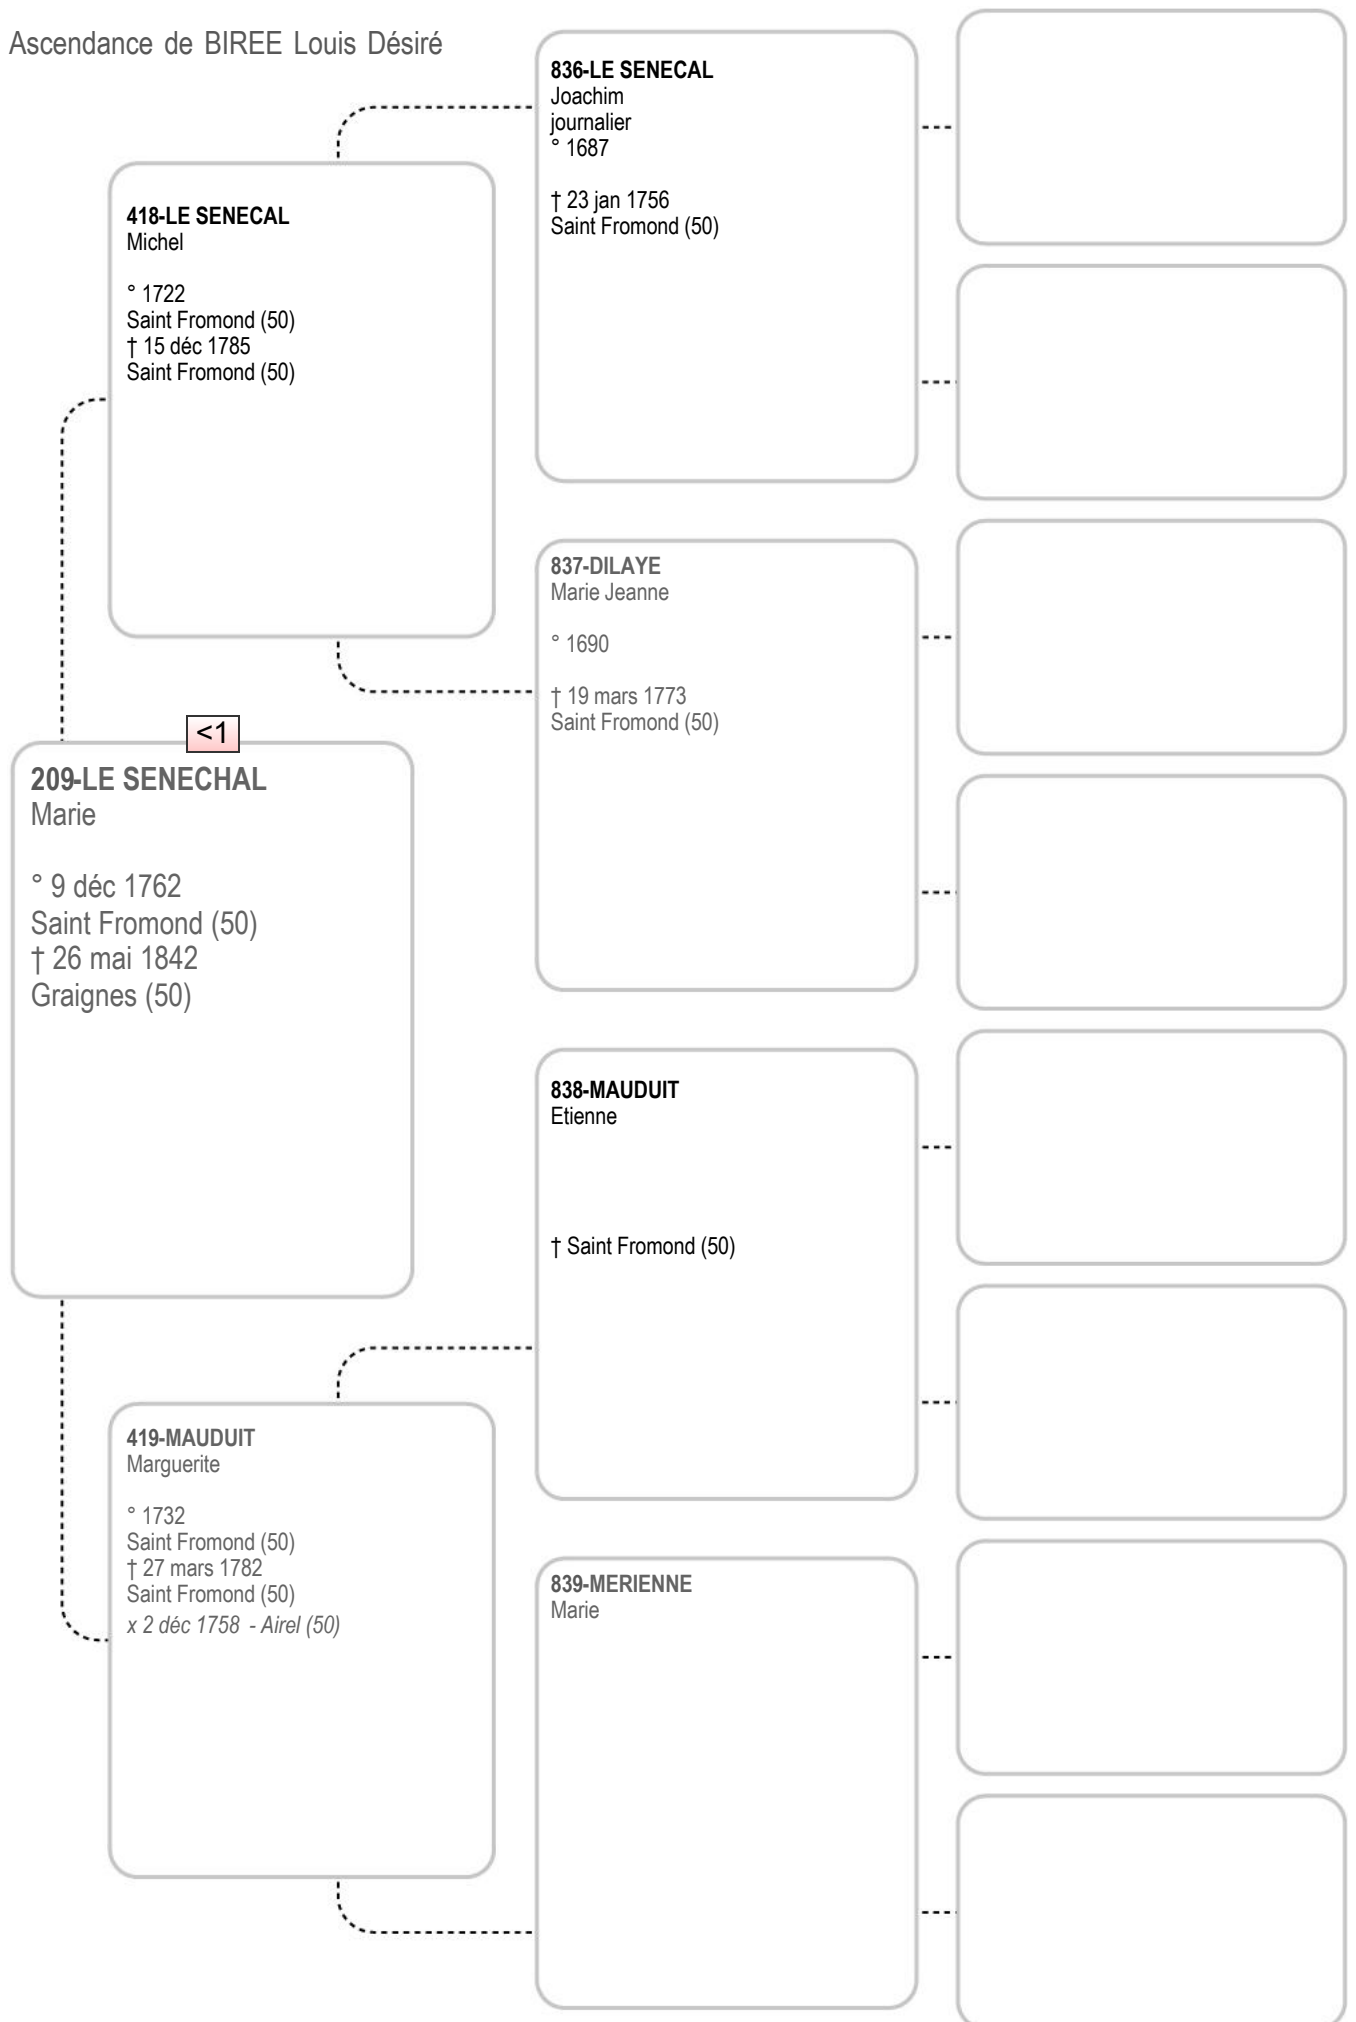 Ascendance de BIREE Louis Désiré
836-LE SENECAL
Joachim
journalier
° 1687
† 23 jan 1756
Saint Fromond (50)
418-LE SENECAL
Michel
° 1722
Saint Fromond (50)
† 15 déc 1785
Saint Fromond (50)
837-DILAYE
Marie Jeanne
° 1690
† 19 mars 1773
Saint Fromond (50)
<1
209-LE SENECHAL
Marie
° 9 déc 1762
Saint Fromond (50)
† 26 mai 1842
Graignes (50)
838-MAUDUIT
Etienne
† Saint Fromond (50)
419-MAUDUIT
Marguerite
° 1732
Saint Fromond (50)
† 27 mars 1782
Saint Fromond (50)
x 2 déc 1758 - Airel (50)
839-MERIENNE
Marie